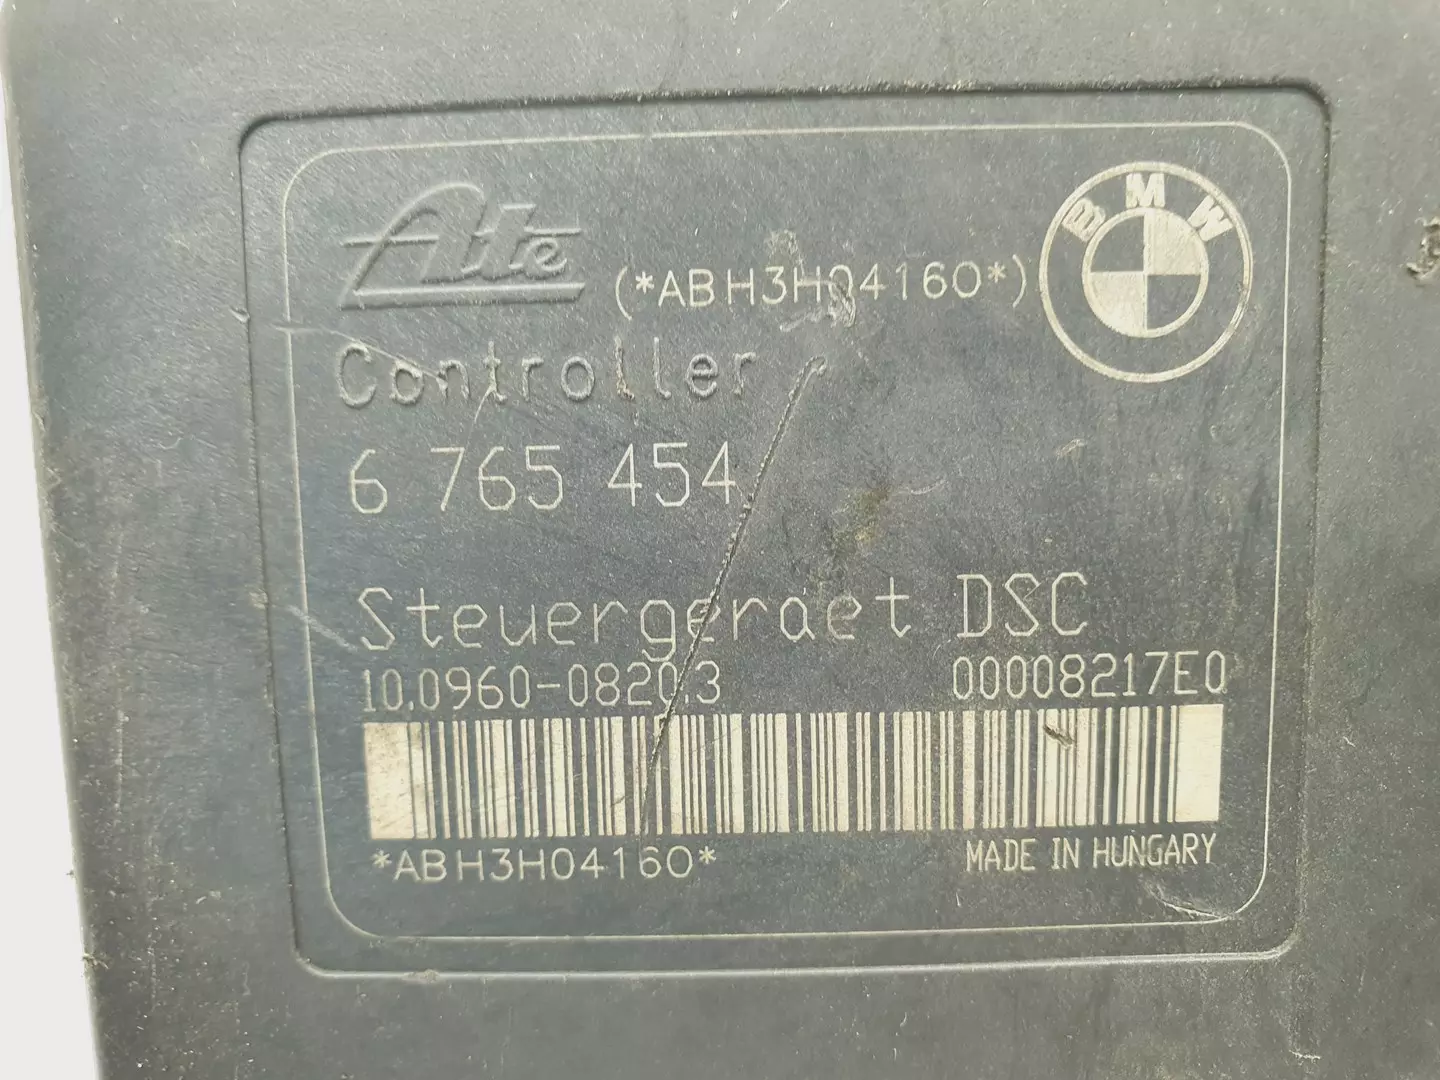 Ate
(*ABH3H04160*)
BMW
Controller
6 765 454
Steuergeraet DSC
10.0960-0820.3
00008217E0
*ABH3H04160*
MADE IN HUNGARY